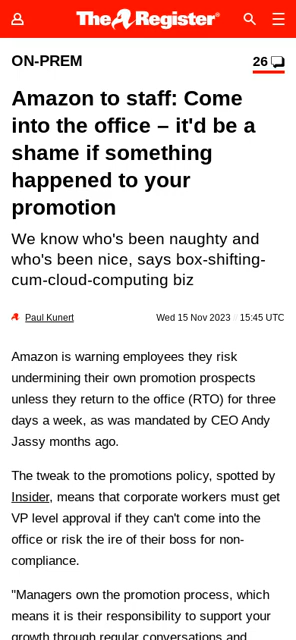 The Register®
ON-PREM
26
Amazon to staff: Come
into the office – it'd be a
shame if something
happened to your
promotion
We know who's been naughty and
who's been nice, says box-shifting-
cum-cloud-computing biz
Paul Kunert
Wed 15 Nov 2023 15:45 UTC
Amazon is warning employees they risk
undermining their own promotion prospects
unless they return to the office (RTO) for three
days a week, as was mandated by CEO Andy
Jassy months ago.
The tweak to the promotions policy, spotted by
Insider, means that corporate workers must get
VP level approval if they can't come into the
office or risk the ire of their boss for non-
compliance.
"Managers own the promotion process, which
means it is their responsibility to support your
growth through regular conversations and